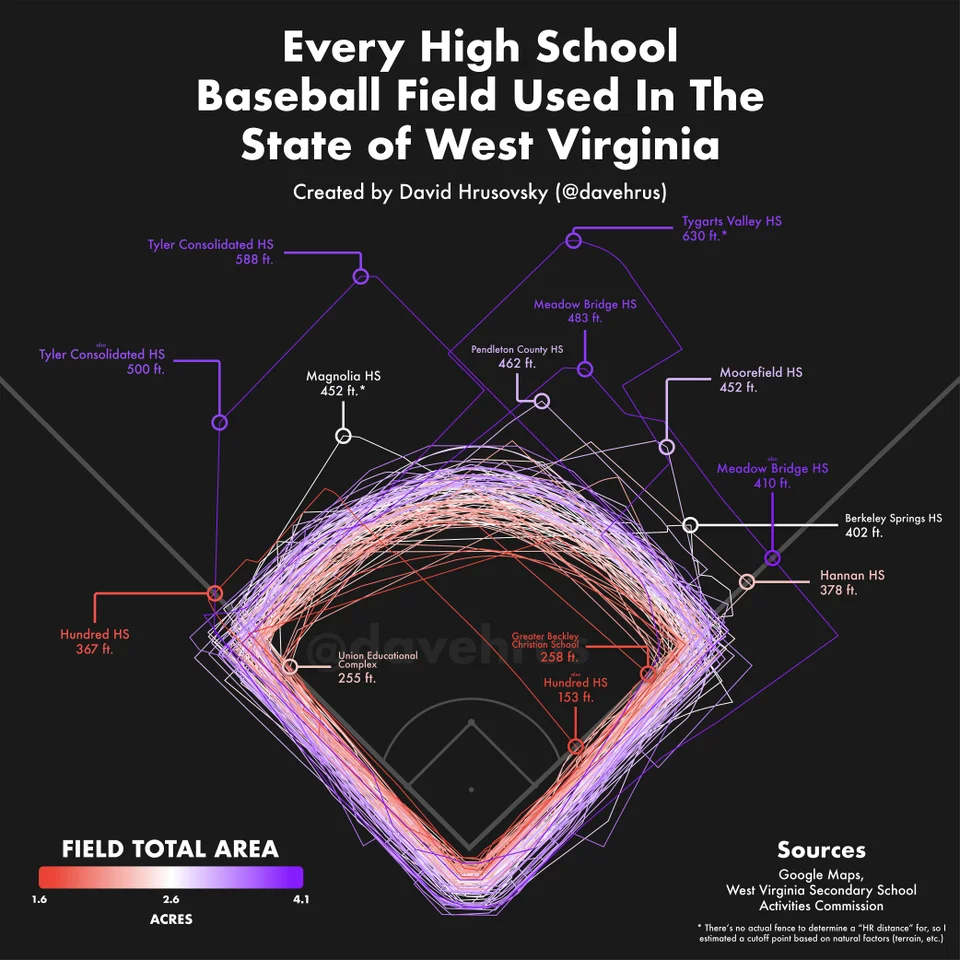 Every High School
Baseball Field Used In The
State of West Virginia
Created by David Hrusovsky (@davehrus)
Tygarts Valley HS
630 ft.*
Tyler Consolidated HS
588 ft.
Meadow Bridge HS
483 ft.
also
Tyler Consolidated HS
500 ft.
Pendleton County HS
462 ft.
Magnolia HS
452 ft.*
Moorefield HS
452 ft.
also
Meadow Bridge HS
410 ft.
Berkeley Springs HS
402 ft.
Hannan HS
378 ft.
Hundred HS
367 ft.
@davehrus
Greater Beckley
Christian School
258 ft.
Union Educational
Complex
255 ft.
also
Hundred HS
153 ft.
FIELD TOTAL AREA
1.6 2.6 4.1
ACRES
Sources
Google Maps,
West Virginia Secondary School
Activities Commission
* There's no actual fence to determine a "HR distance" for, so I
estimated a cutoff point based on natural factors (terrain, etc.)